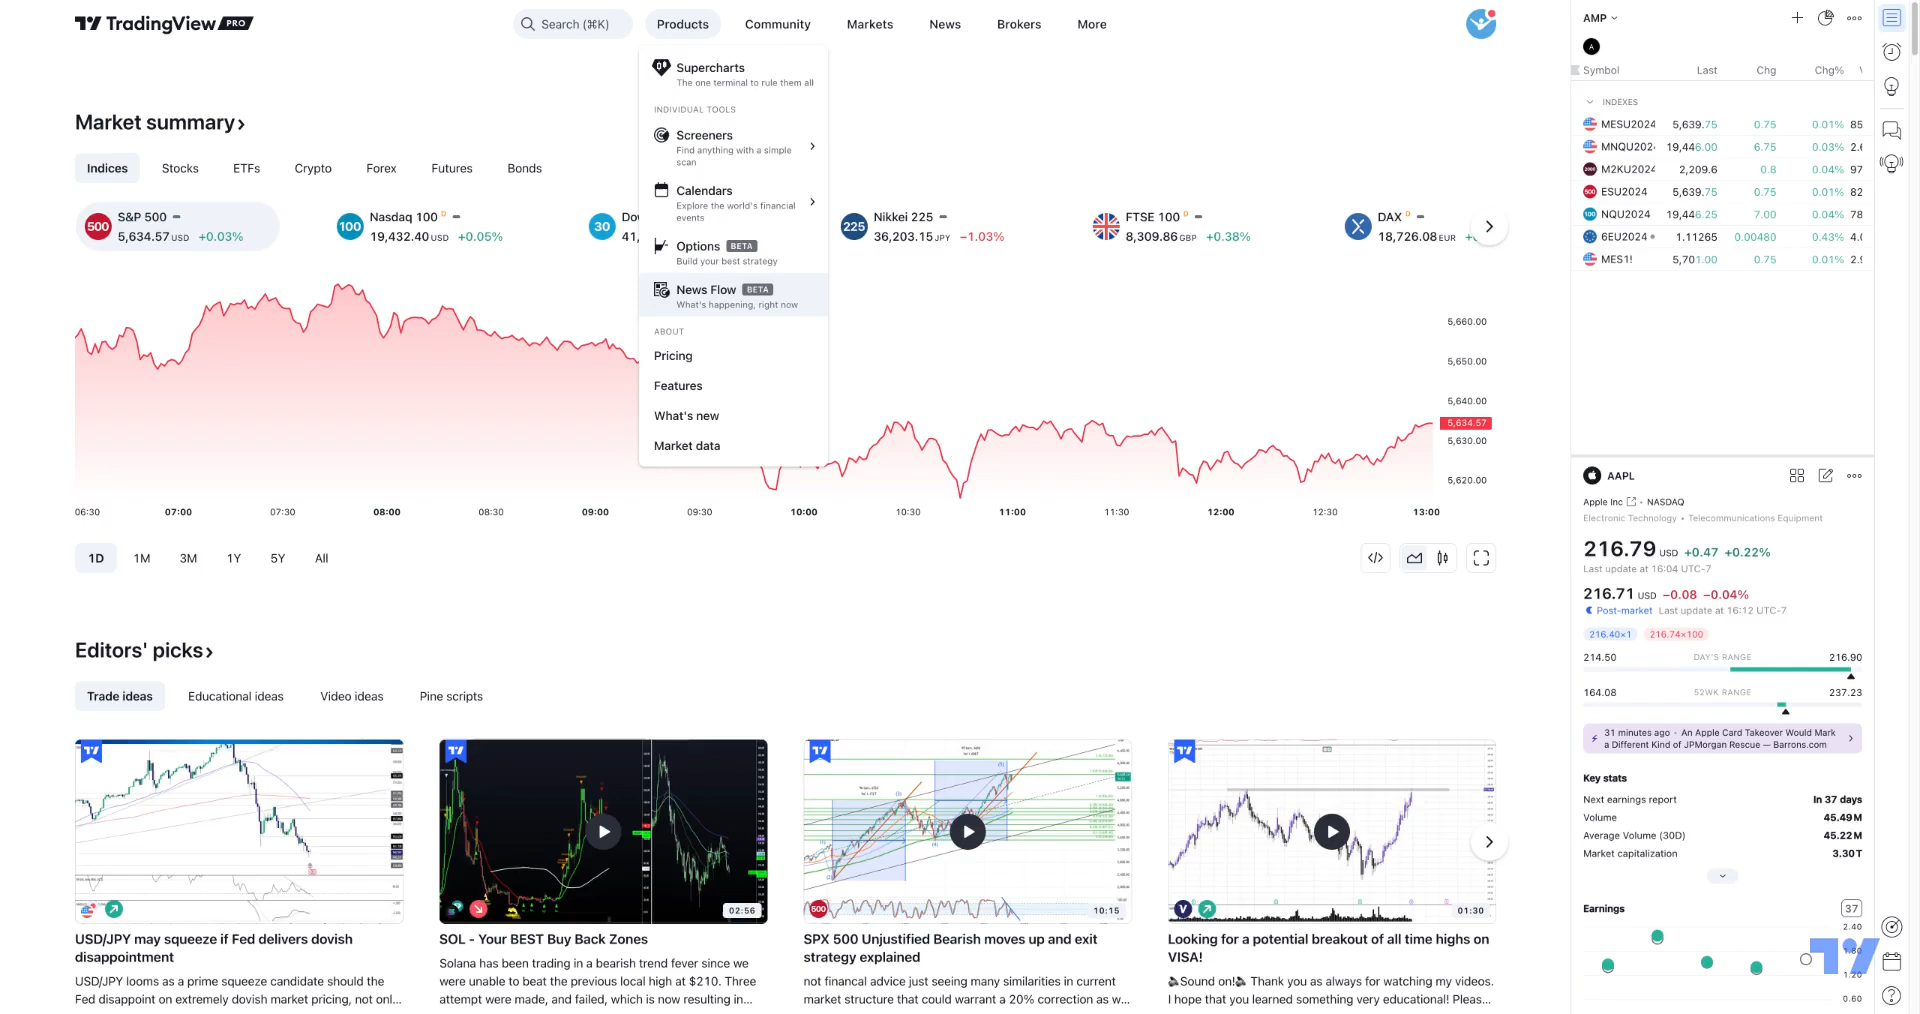 TradingView PRO
Search (⌘K)
Products
Community
Markets
News
Brokers
More
Supercharts
The one terminal to rule them all
INDIVIDUAL TOOLS
Screeners
Find anything with a simple
scan
Calendars
Explore the world's financial
events
Options BETA
Build your best strategy
News Flow BETA
What's happening, right now
ABOUT
Pricing
Features
What's new
Market data
Market summary ›
Indices
Stocks
ETFs
Crypto
Forex
Futures
Bonds
500
S&P 500
5,634.57 USD +0.03%
100
Nasdaq 100 D
19,432.40 USD +0.05%
30
Do
41,
225
Nikkei 225
36,203.15 JPY −1.03%
FTSE 100 D
8,309.86 GBP +0.38%
DAX D
18,726.08 EUR
5,660.00
5,650.00
5,640.00
5,634.57
5,630.00
5,620.00
06:30 07:00 07:30 08:00 08:30 09:00 09:30 10:00 10:30 11:00 11:30 12:00 12:30 13:00
1D 1M 3M 1Y 5Y All
Editors' picks ›
Trade ideas
Educational ideas
Video ideas
Pine scripts
02:56
500
10:15
V
01:30
USD/JPY may squeeze if Fed delivers dovish
disappointment
USD/JPY looms as a prime squeeze candidate should the
Fed disappoint on extremely dovish market pricing, not onl...
SOL - Your BEST Buy Back Zones
Solana has been trading in a bearish trend fever since we
were unable to beat the previous local high at $210. Three
attempt were made, and failed, which is now resulting in...
SPX 500 Unjustified Bearish moves up and exit
strategy explained
not financial advice just seeing many similarities in current
market structure that could warrant a 20% correction as w...
Looking for a potential breakout of all time highs on
VISA!
Sound on! Thank you as always for watching my videos.
I hope that you learned something very educational! Pleas...
AMP
A
Symbol Last Chg Chg%
INDEXES
MESU2024 5,639.75 0.75 0.01% 85
MNQU202 19,446.00 6.75 0.03% 2.
M2KU2024 2,209.6 0.8 0.04% 97
500 ESU2024 5,639.75 0.75 0.01% 82
100 NQU2024 19,446.25 7.00 0.04% 78
6EU2024 1.11265 0.00480 0.43% 4.
MES1! 5,701.00 0.75 0.01% 2.
AAPL
Apple Inc • NASDAQ
Electronic Technology • Telecommunications Equipment
216.79 USD +0.47 +0.22%
Last update at 16:04 UTC-7
216.71 USD −0.08 −0.04%
Post-market Last update at 16:12 UTC-7
216.40×1 216.74×100
214.50 DAY'S RANGE 216.90
164.08 52WK RANGE 237.23
31 minutes ago · An Apple Card Takeover Would Mark
a Different Kind of JPMorgan Rescue — Barrons.com
Key stats
Next earnings report In 37 days
Volume 45.49M
Average Volume (30D) 45.22M
Market capitalization 3.30T
Earnings 37
2.40
1.80
1.20
0.60